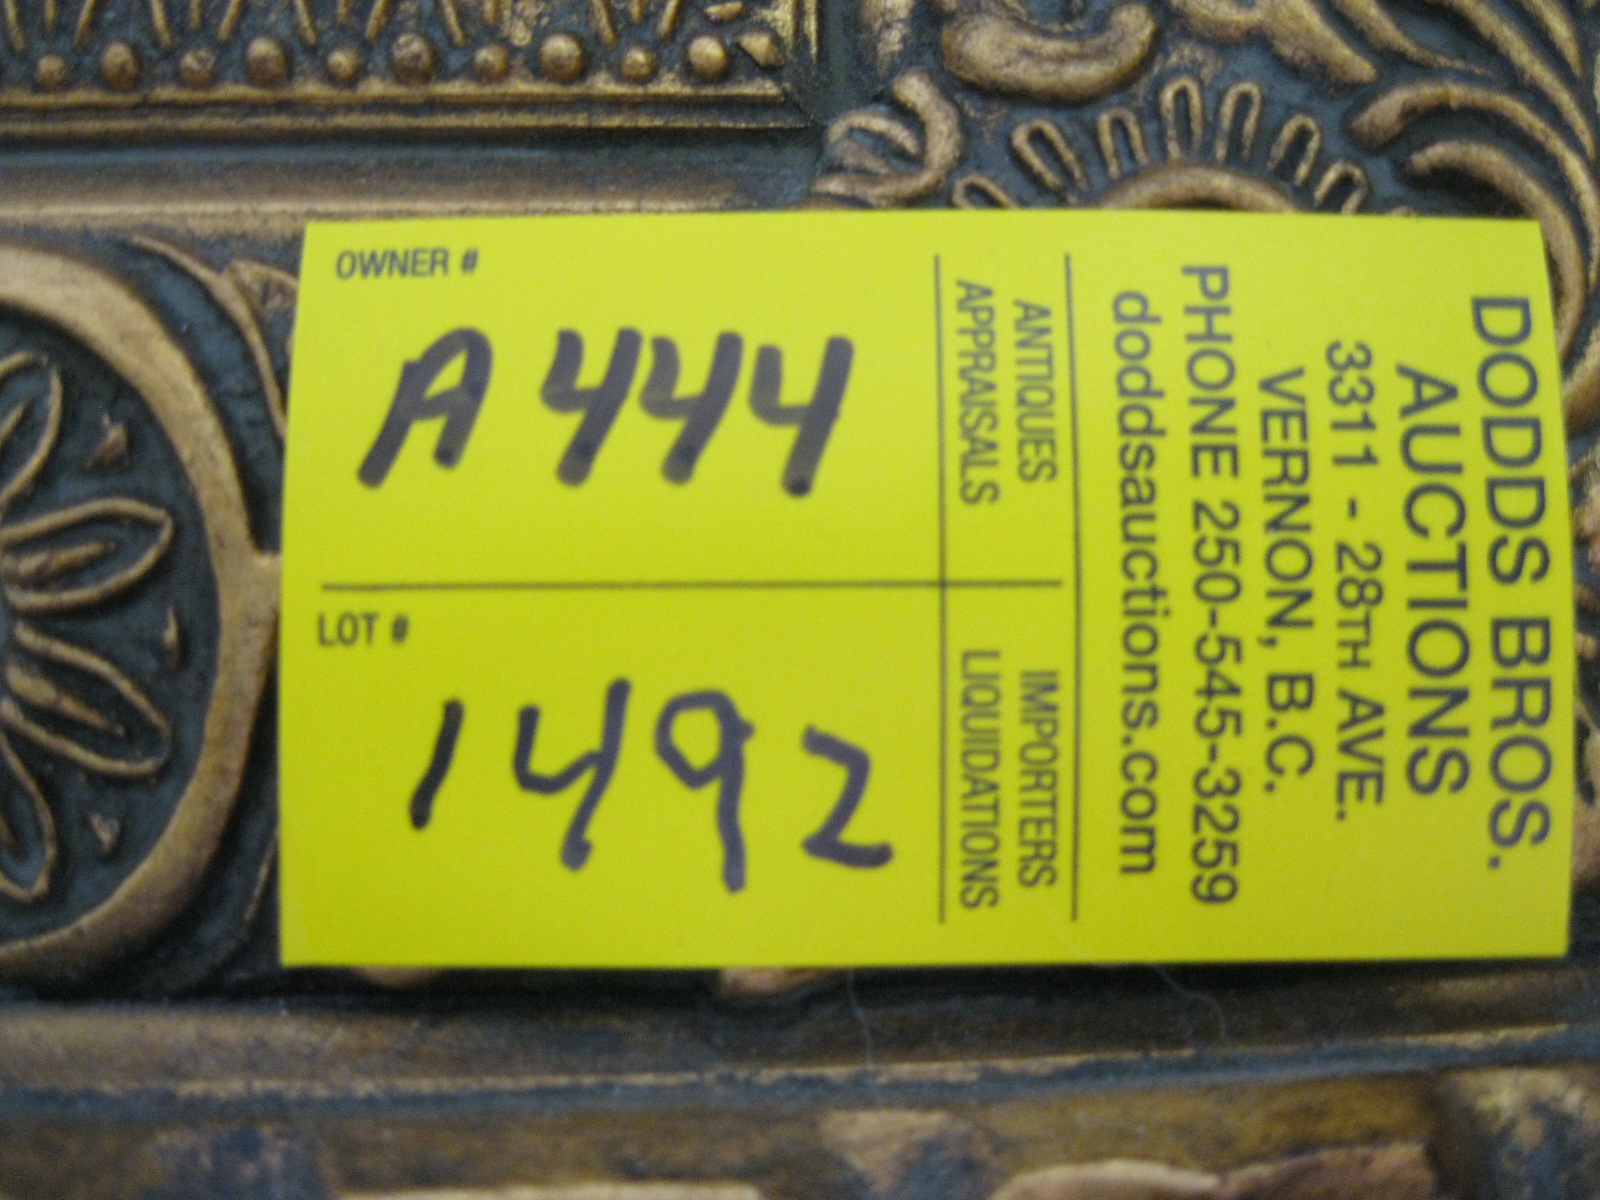 DODDS BROS.
AUCTIONS
3311 - 28TH AVE.
VERNON, B.C.
PHONE 250-545-3259
doddsauctions.com
ANTIQUES
APPRAISALS
IMPORTERS
LIQUIDATIONS
OWNER #
A444
LOT #
1492